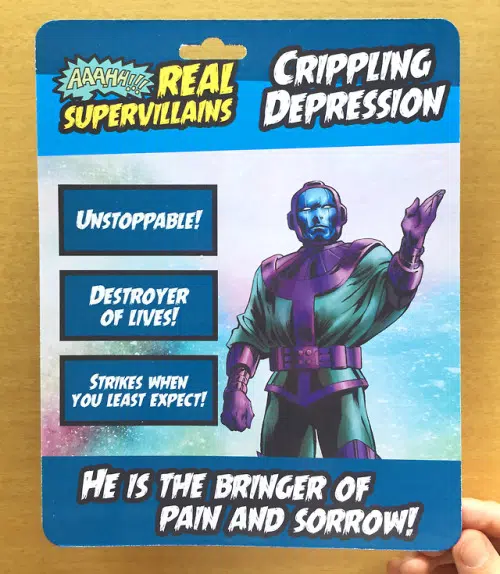 AAAHH!!! REAL
SUPERVILLAINS
CRIPPLING
DEPRESSION
UNSTOPPABLE!
DESTROYER
OF LIVES!
STRIKES WHEN
YOU LEAST EXPECT!
HE IS THE BRINGER OF
PAIN AND SORROW!